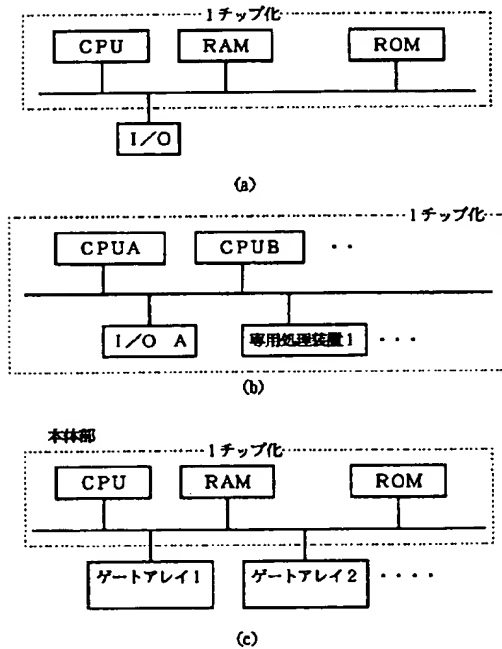 1チップ化
CPU RAM ROM
I/O
(a)
1チップ化
CPUA CPUB ・・
I/O A 専用処理装置1 ・・・
(b)
本体部
1チップ化
CPU RAM ROM
ゲートアレイ1 ゲートアレイ2 ・・・・
(c)